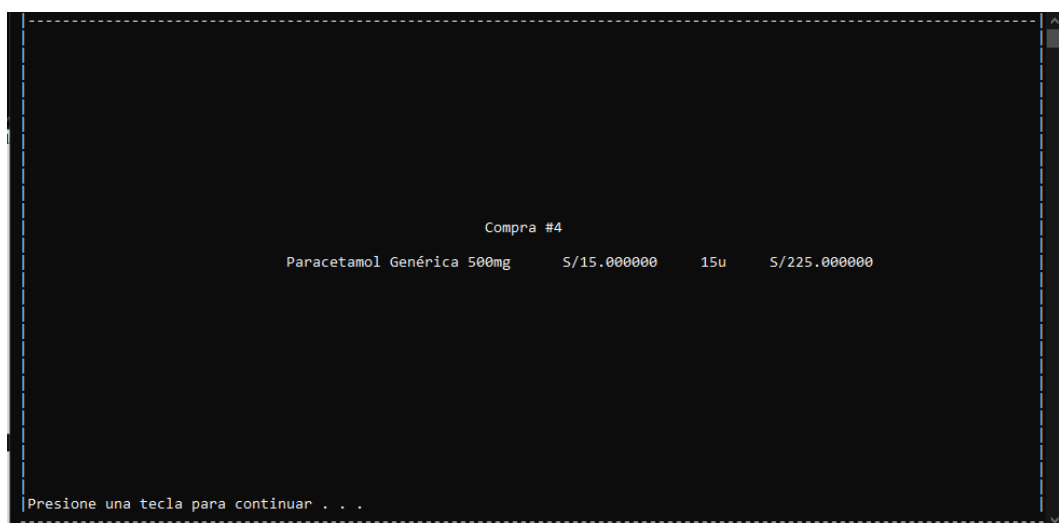 Compra #4
Paracetamol Genérica 500mg S/15.000000 15u S/225.000000
Presione una tecla para continuar . . .